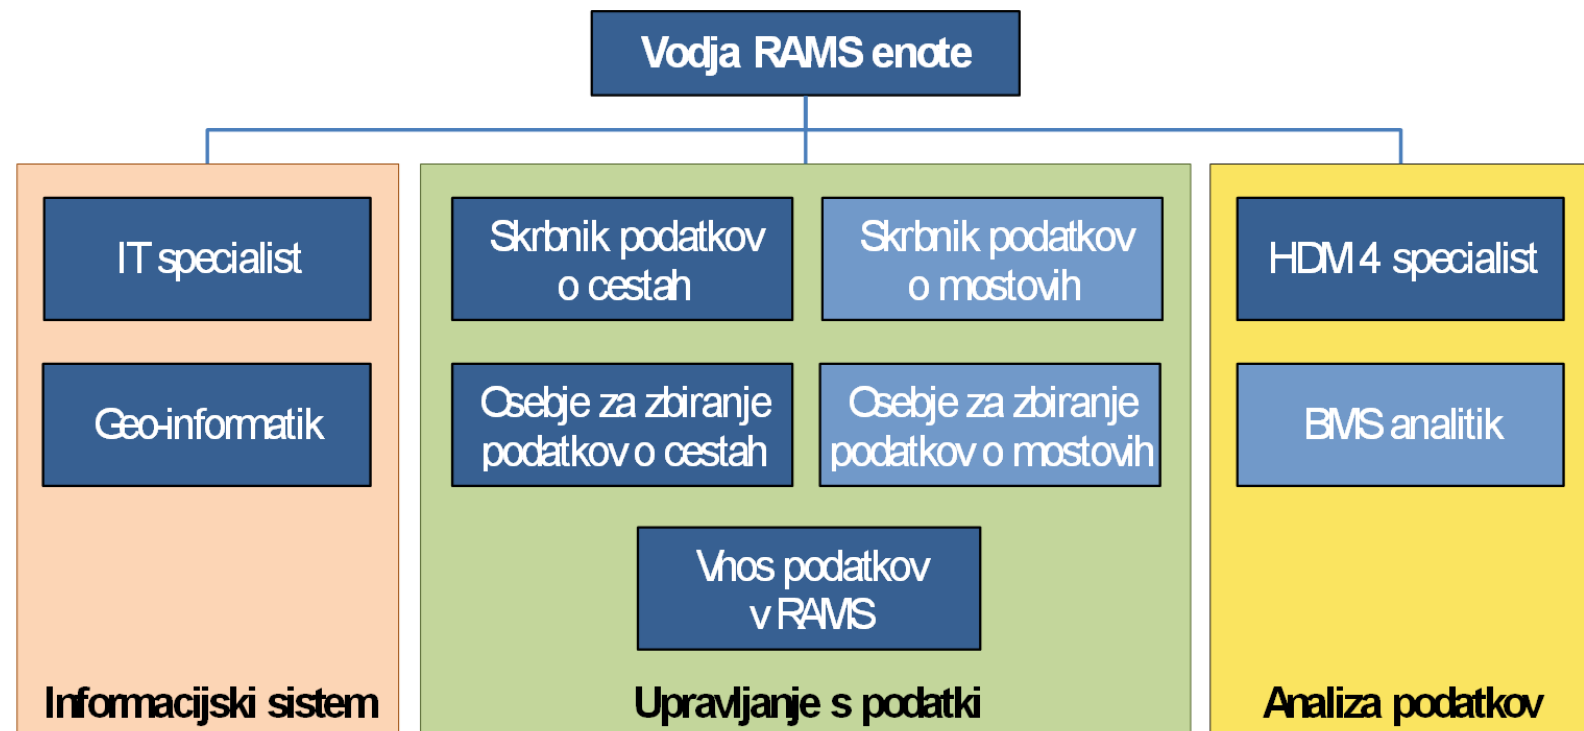 Vodja RAMS enote
IT specialist
Geo-informatik
Informacijski sistem
Skrbnik podatkov
o cestah
Skrbnik podatkov
o mostovih
Osebje za zbiranje
podatkov o cestah
Osebje za zbiranje
podatkov o mostovih
Vnos podatkov
v RAMS
Upravljanje s podatki
HDM 4 specialist
BMS analitik
Analiza podatkov